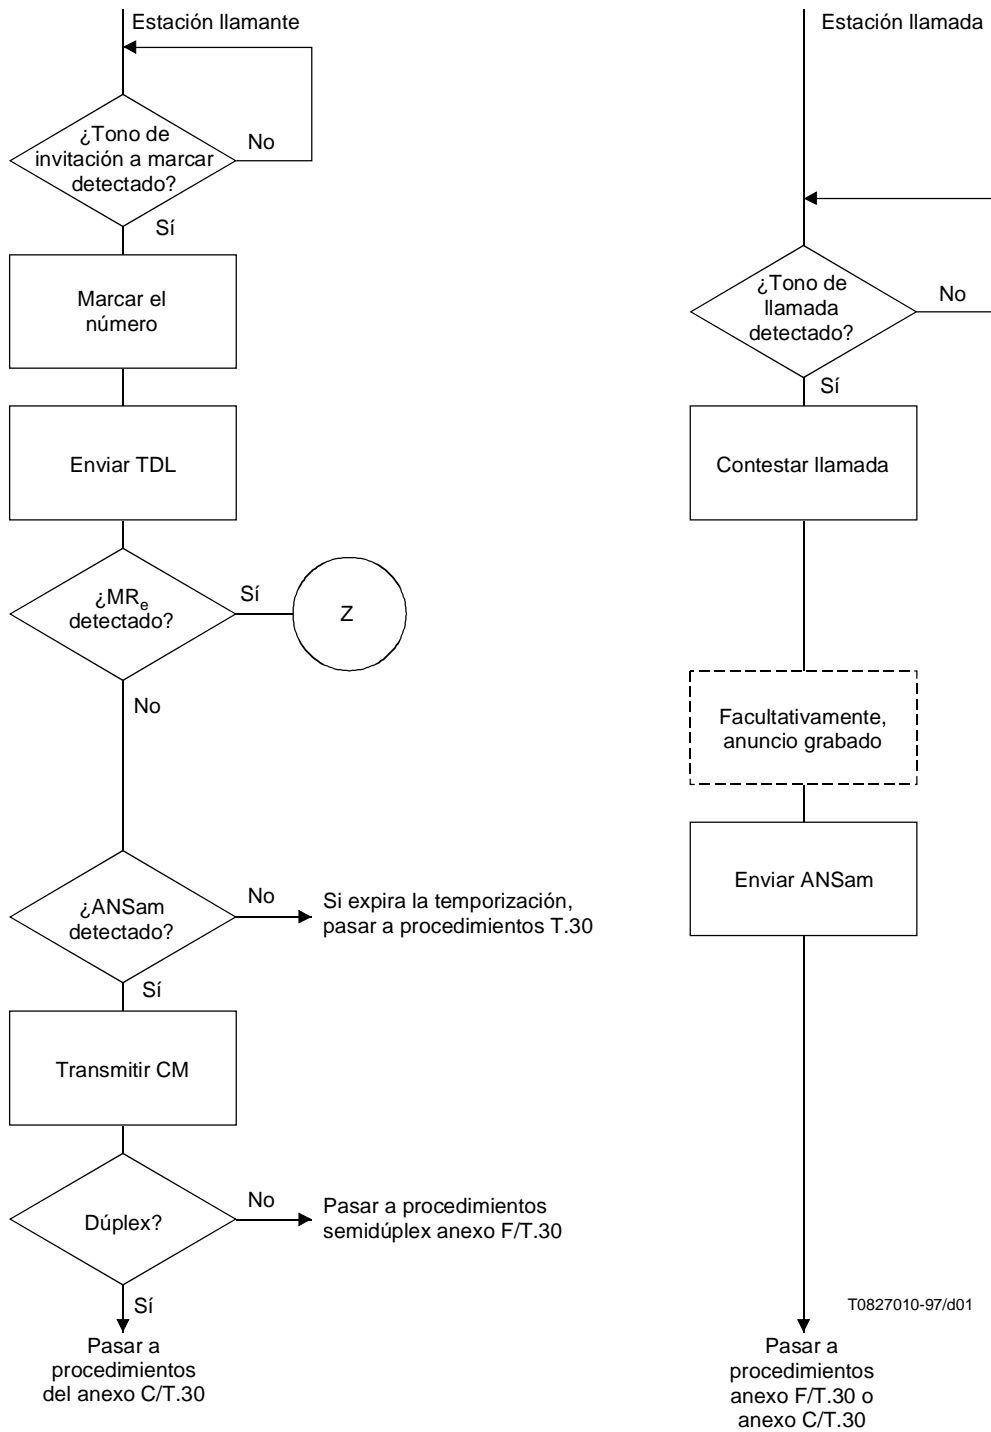 Estación llamante
¿Tono de
invitación a marcar
detectado?
No
Sí
Marcar el
número
Enviar TDL
¿MRe
detectado?
Sí
Z
No
¿ANSam
detectado?
No
Si expira la temporización,
pasar a procedimientos T.30
Sí
Transmitir CM
Dúplex?
No
Pasar a procedimientos
semidúplex anexo F/T.30
Sí
Pasar a
procedimientos
del anexo C/T.30
Estación llamada
¿Tono de
llamada
detectado?
No
Sí
Contestar llamada
Facultativamente,
anuncio grabado
Enviar ANSam
T0827010-97/d01
Pasar a
procedimientos
anexo F/T.30 o
anexo C/T.30